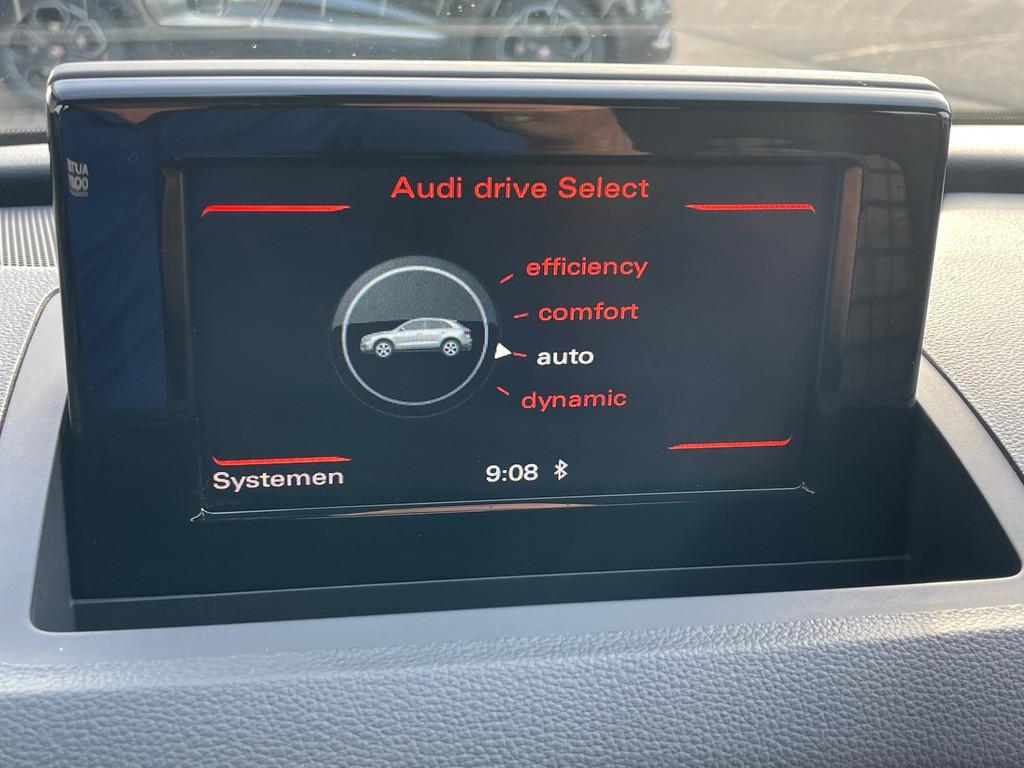 Audi drive Select
efficiency
comfort
auto
dynamic
Systemen
9:08